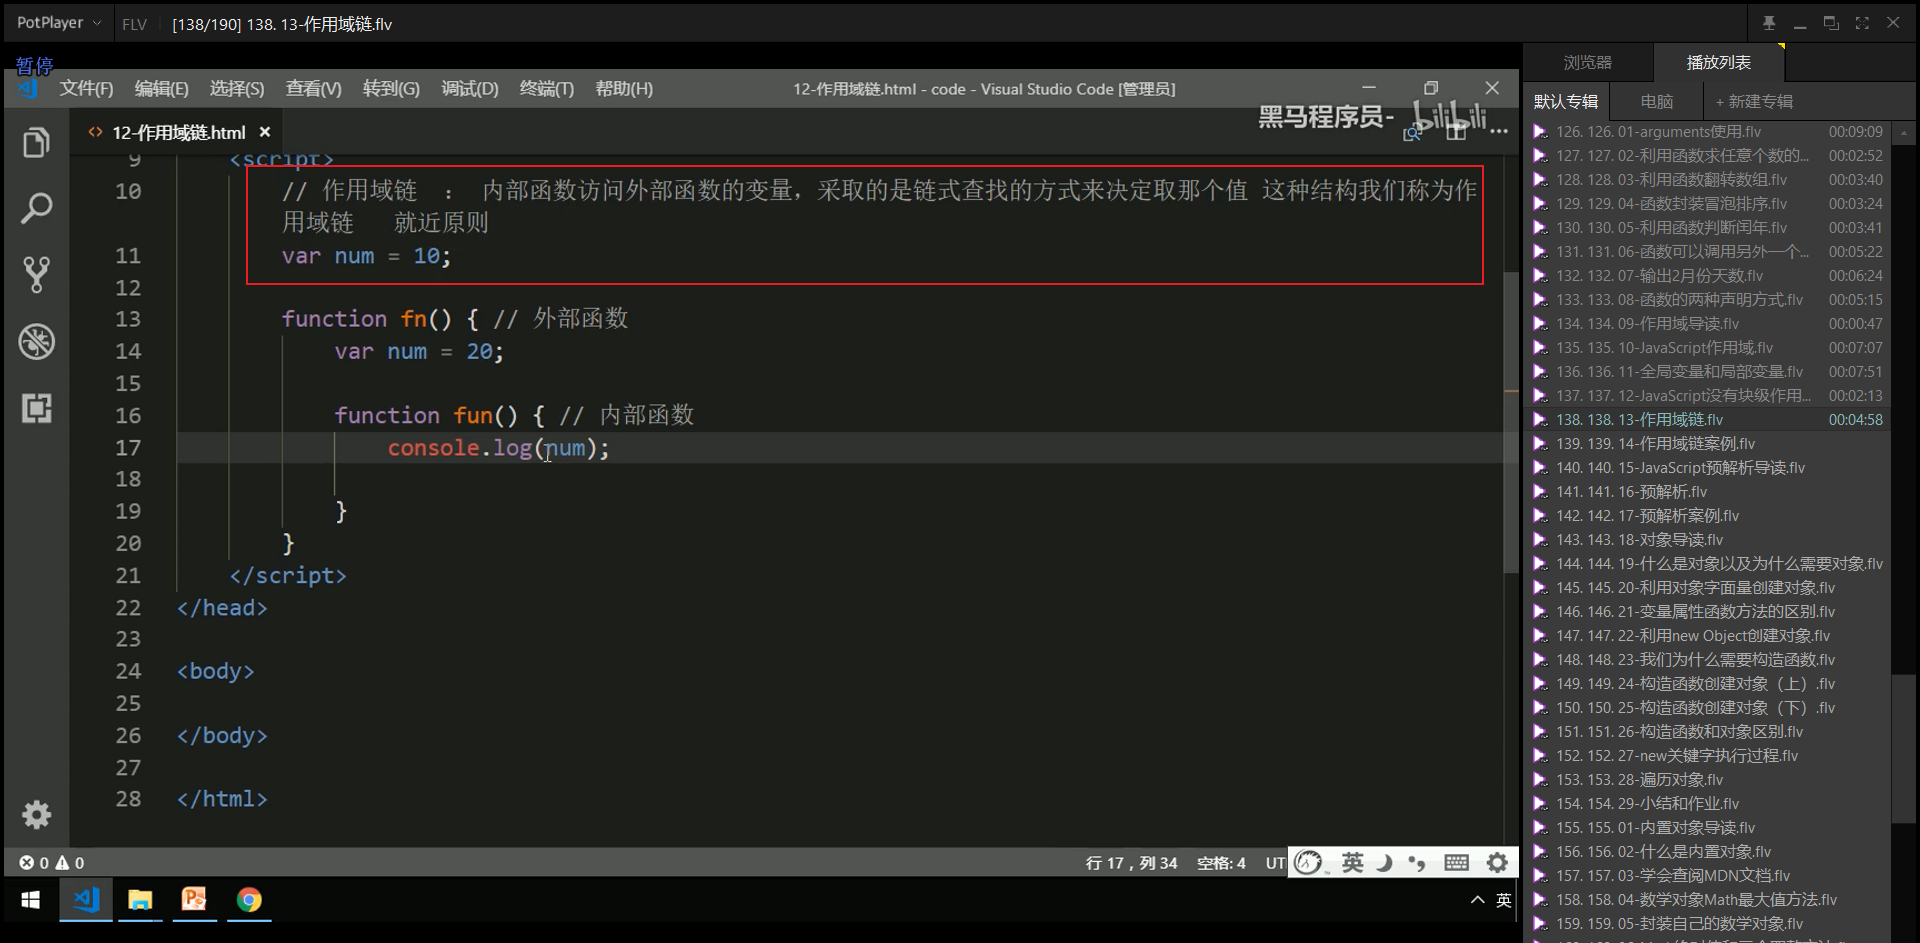 PotPlayer FLV [138/190] 138. 13-作用域链.flv
暂停
文件(F) 编辑(E) 选择(S) 查看(V) 转到(G) 调试(D) 终端(T) 帮助(H) 12-作用域链.html - code - Visual Studio Code [管理员]
黑马程序员- bilibili
12-作用域链.html
9 <script>
10 // 作用域链 ： 内部函数访问外部函数的变量，采取的是链式查找的方式来决定取那个值 这种结构我们称为作
用域链 就近原则
11 var num = 10;
12
13 function fn() { // 外部函数
14 var num = 20;
15
16 function fun() { // 内部函数
17 console.log(num);
18
19 }
20 }
21 </script>
22 </head>
23
24 <body>
25
26 </body>
27
28 </html>
0 0 行 17，列 34 空格: 4 UT
英
英
浏览器 播放列表
默认专辑 电脑 + 新建专辑
126. 126. 01-arguments使用.flv 00:09:09
127. 127. 02-利用函数求任意个数的... 00:02:52
128. 128. 03-利用函数翻转数组.flv 00:03:40
129. 129. 04-函数封装冒泡排序.flv 00:03:24
130. 130. 05-利用函数判断闰年.flv 00:03:41
131. 131. 06-函数可以调用另外一个... 00:05:22
132. 132. 07-输出2月份天数.flv 00:06:24
133. 133. 08-函数的两种声明方式.flv 00:05:15
134. 134. 09-作用域导读.flv 00:00:47
135. 135. 10-JavaScript作用域.flv 00:07:07
136. 136. 11-全局变量和局部变量.flv 00:07:51
137. 137. 12-JavaScript没有块级作用... 00:02:13
138. 138. 13-作用域链.flv 00:04:58
139. 139. 14-作用域链案例.flv
140. 140. 15-JavaScript预解析导读.flv
141. 141. 16-预解析.flv
142. 142. 17-预解析案例.flv
143. 143. 18-对象导读.flv
144. 144. 19-什么是对象以及为什么需要对象.flv
145. 145. 20-利用对象字面量创建对象.flv
146. 146. 21-变量属性函数方法的区别.flv
147. 147. 22-利用new Object创建对象.flv
148. 148. 23-我们为什么需要构造函数.flv
149. 149. 24-构造函数创建对象（上）.flv
150. 150. 25-构造函数创建对象（下）.flv
151. 151. 26-构造函数和对象区别.flv
152. 152. 27-new关键字执行过程.flv
153. 153. 28-遍历对象.flv
154. 154. 29-小结和作业.flv
155. 155. 01-内置对象导读.flv
156. 156. 02-什么是内置对象.flv
157. 157. 03-学会查阅MDN文档.flv
158. 158. 04-数学对象Math最大值方法.flv
159. 159. 05-封装自己的数学对象.flv